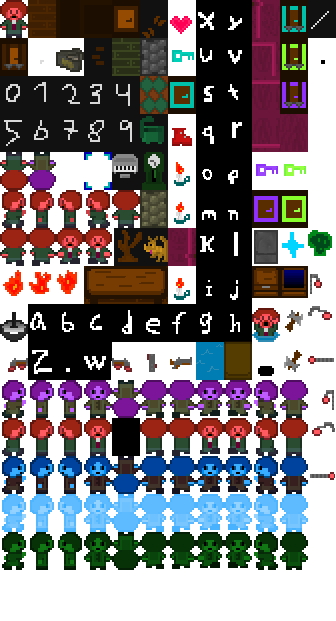 x y
u v
0 1 2 3 4 s t
5 6 7 8 9 q r
o p
m n
k l
i j
a b c d e f g h
z . w